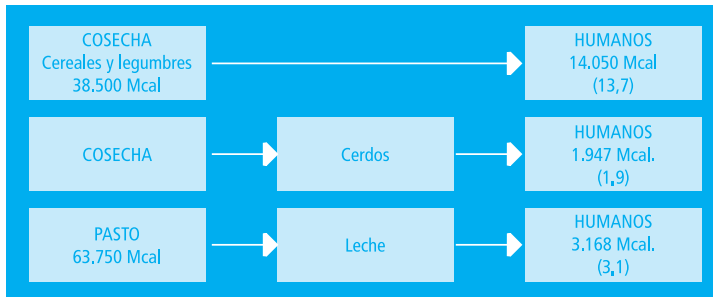 COSECHA
Cereales y legumbres
38.500 Mcal
HUMANOS
14.050 Mcal
(13,7)
COSECHA
Cerdos
HUMANOS
1.947 Mcal.
(1,9)
PASTO
63.750 Mcal
Leche
HUMANOS
3.168 Mcal.
(3,1)